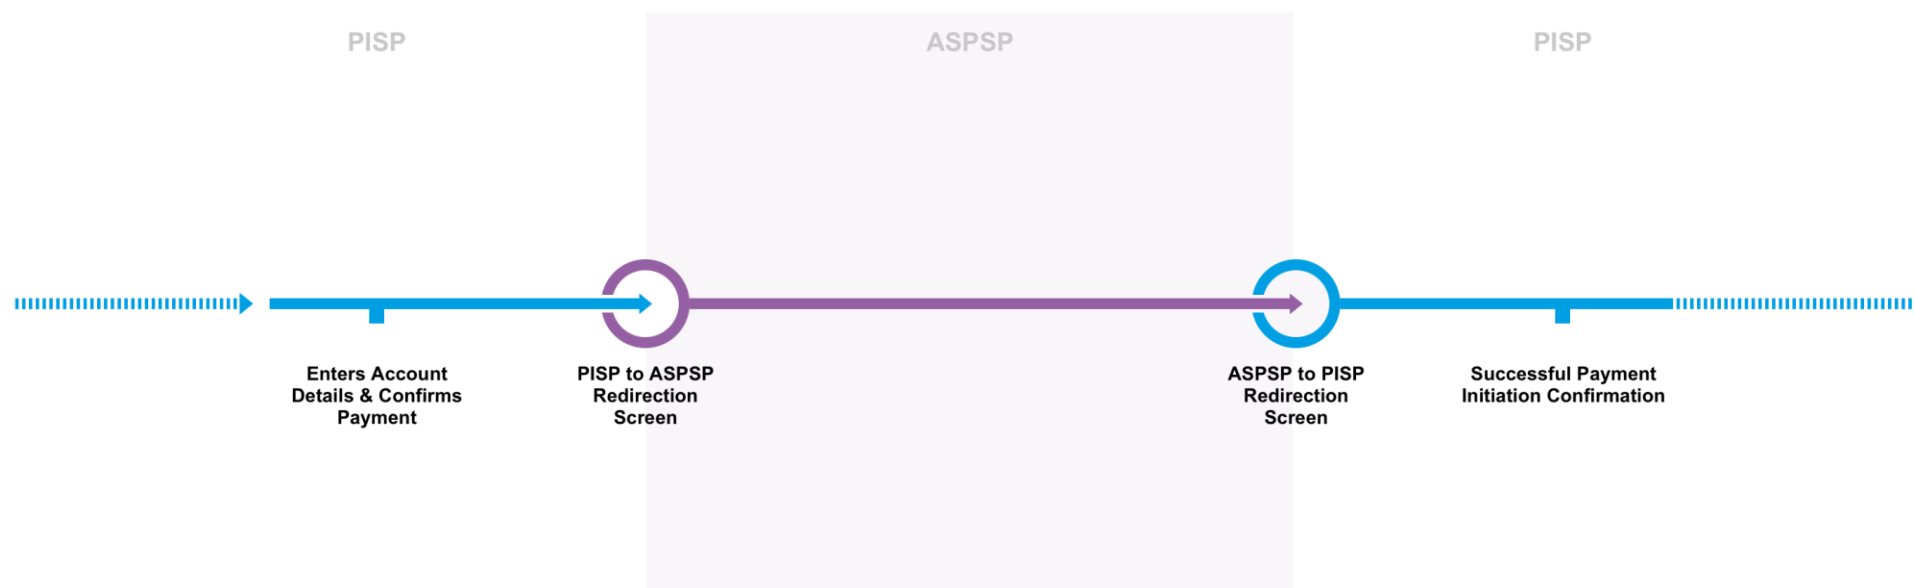 PISP
ASPSP
PISP
Enters Account
Details & Confirms
Payment
PISP to ASPSP
Redirection
Screen
ASPSP to PISP
Redirection
Screen
Successful Payment
Initiation Confirmation